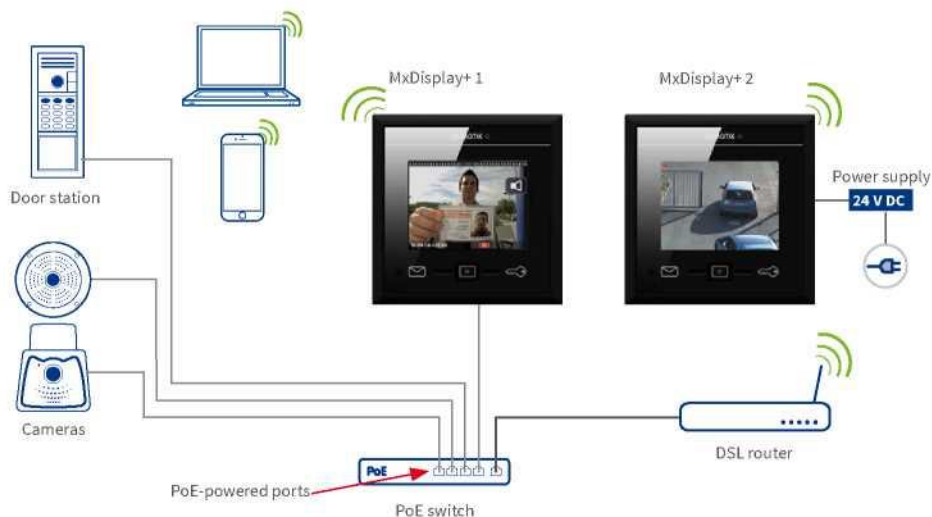 MxDisplay+ 1
MxDisplay+ 2
Door station
Power supply
24 V DC
Cameras
DSL router
PoE
PoE-powered ports
PoE switch